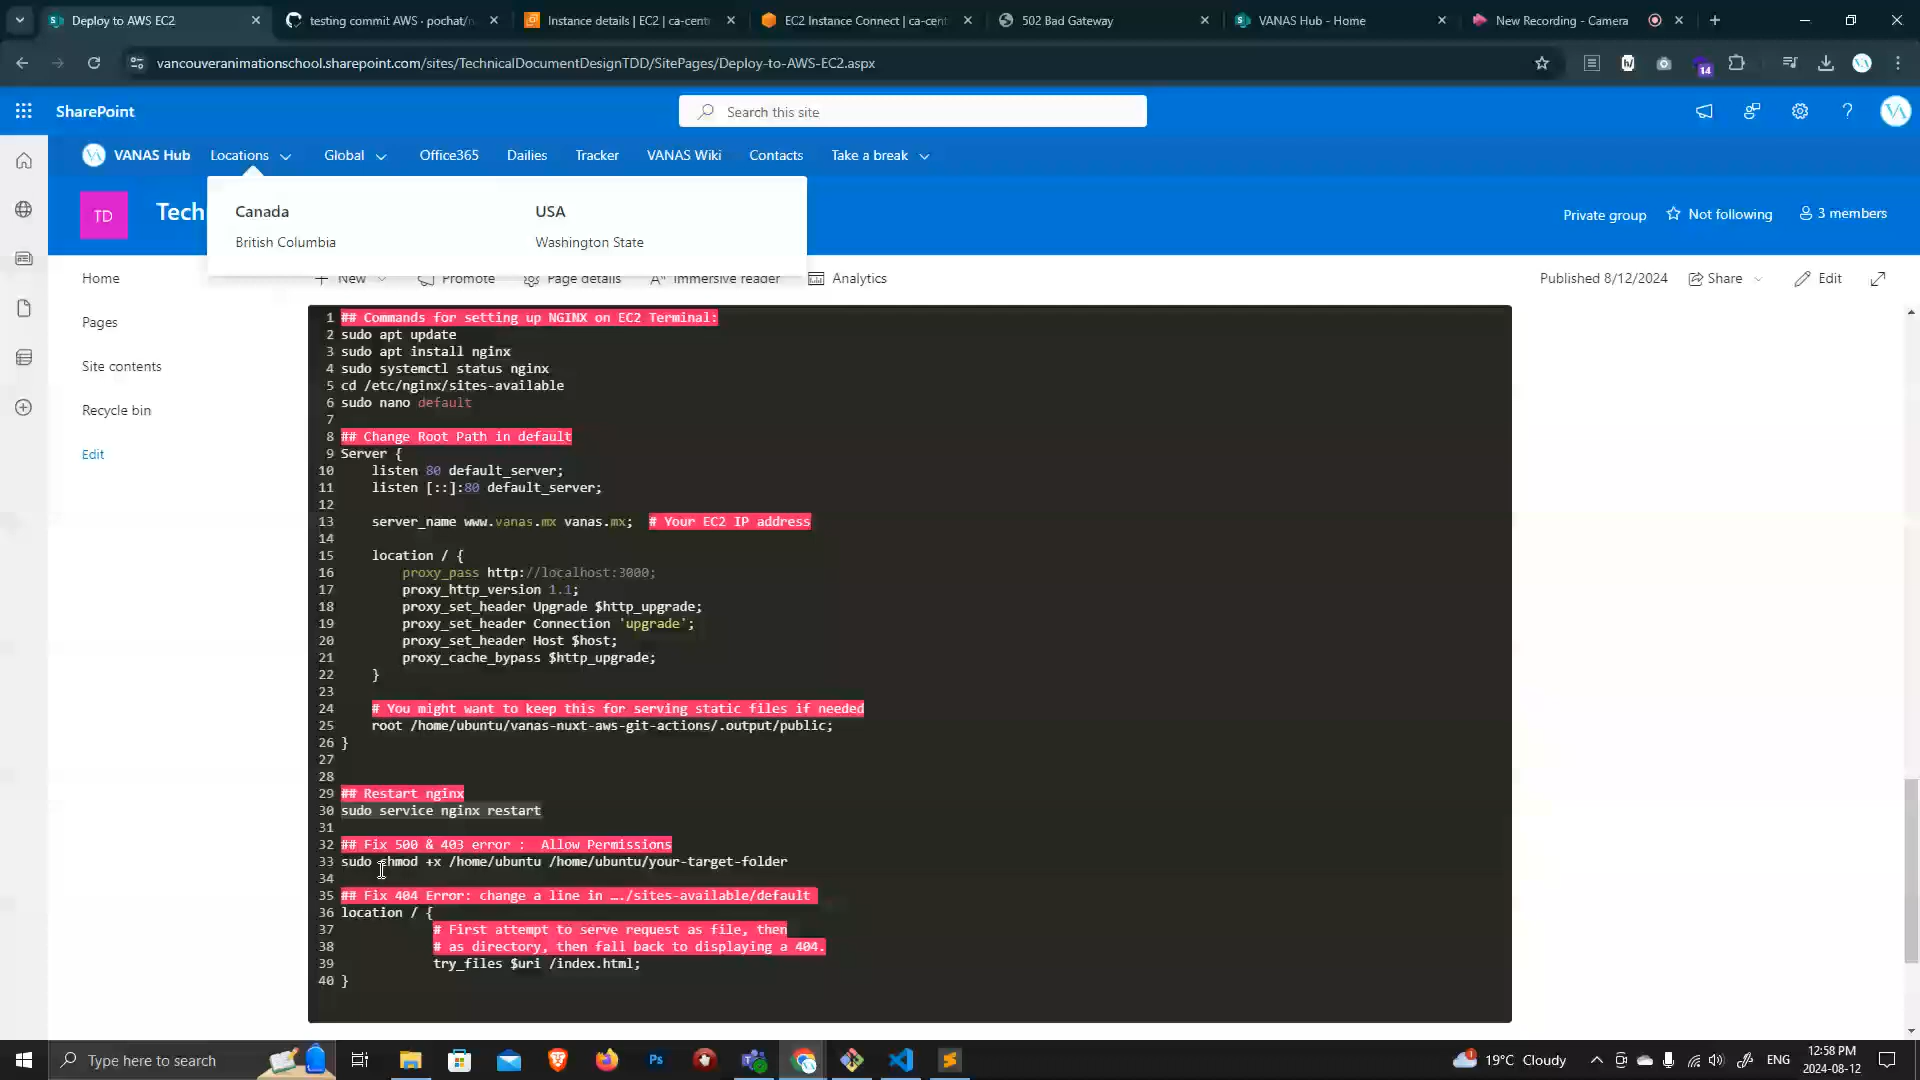 Deploy to AWS EC2
testing commit AWS · pochat/n
Instance details | EC2 | ca-cent
EC2 Instance Connect | ca-cent
502 Bad Gateway
VANAS Hub - Home
New Recording - Camera
vancouveranimationschool.sharepoint.com/sites/TechnicalDocumentDesignTDD/SitePages/Deploy-to-AWS-EC2.aspx
14
SharePoint
Search this site
VANAS Hub
Locations
Global
Office365
Dailies
Tracker
VANAS Wiki
Contacts
Take a break
TD
Tech
Canada
USA
British Columbia
Washington State
Private group
Not following
3 members
Home
Pages
Site contents
Recycle bin
Edit
New
Promote
Page details
Immersive reader
Analytics
Published 8/12/2024
Share
Edit
1 ## Commands for setting up NGINX on EC2 Terminal:
2 sudo apt update
3 sudo apt install nginx
4 sudo systemctl status nginx
5 cd /etc/nginx/sites-available
6 sudo nano default
7
8 ## Change Root Path in default
9 Server {
10 listen 80 default_server;
11 listen [::]:80 default_server;
12
13 server_name www.vanas.mx vanas.mx; # Your EC2 IP address
14
15 location / {
16 proxy_pass http://localhost:3000;
17 proxy_http_version 1.1;
18 proxy_set_header Upgrade $http_upgrade;
19 proxy_set_header Connection 'upgrade';
20 proxy_set_header Host $host;
21 proxy_cache_bypass $http_upgrade;
22 }
23
24 # You might want to keep this for serving static files if needed
25 root /home/ubuntu/vanas-nuxt-aws-git-actions/.output/public;
26 }
27
28
29 ## Restart nginx
30 sudo service nginx restart
31
32 ## Fix 500 & 403 error : Allow Permissions
33 sudo chmod +x /home/ubuntu /home/ubuntu/your-target-folder
34
35 ## Fix 404 Error: change a line in …./sites-available/default
36 location / {
37 # First attempt to serve request as file, then
38 # as directory, then fall back to displaying a 404.
39 try_files $uri /index.html;
40 }
Type here to search
Ps
19°C Cloudy
ENG
12:58 PM
2024-08-12